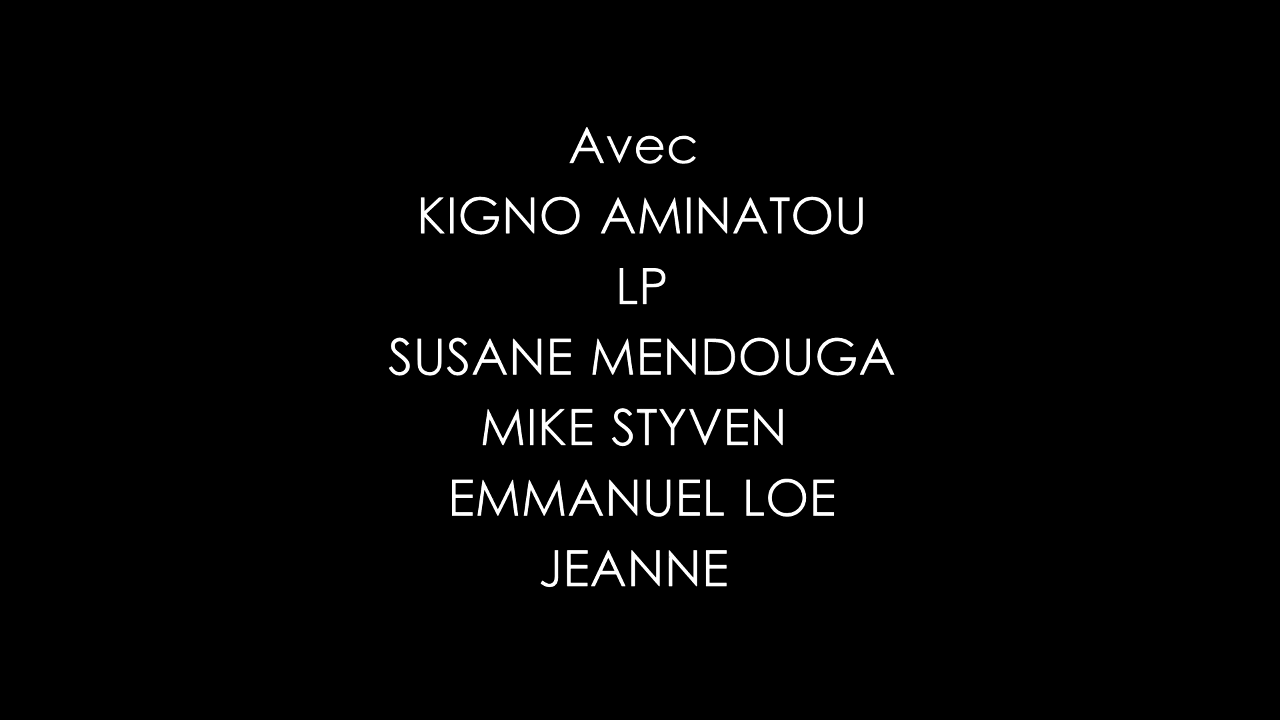 Avec
KIGNO AMINATOU
LP
SUSANE MENDOUGA
MIKE STYVEN
EMMANUEL LOE
JEANNE